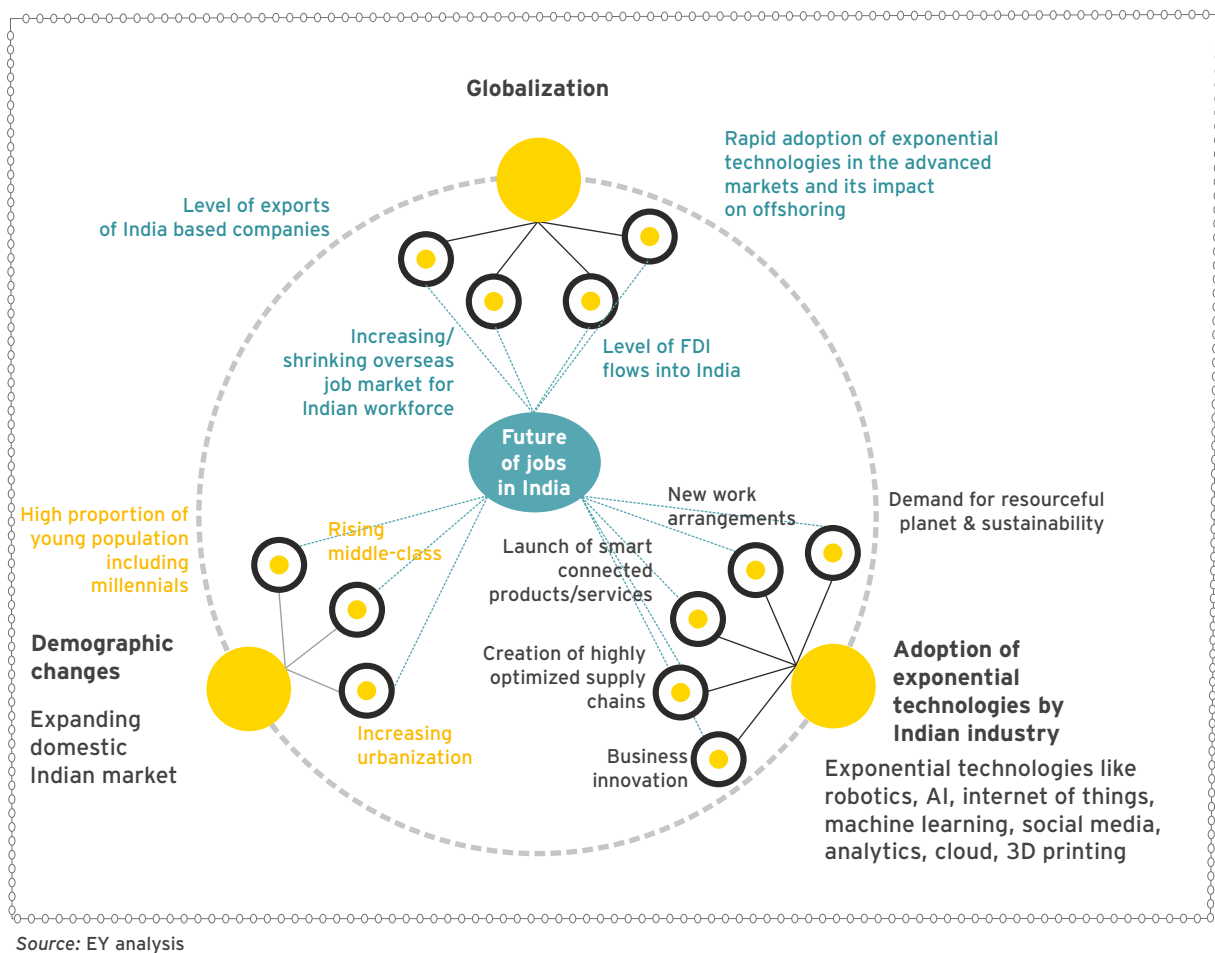 Globalization
Rapid adoption of exponential
technologies in the advanced
markets and its impact
on offshoring
Level of exports
of India based companies
Increasing/
shrinking overseas
job market for
Indian workforce
Level of FDI
flows into India
Future
of jobs
in India
High proportion of
young population
including
millennials
Rising
middle-class
Increasing
urbanization
Demographic
changes
Expanding
domestic
Indian market
New work
arrangements
Demand for resourceful
planet & sustainability
Launch of smart
connected
products/services
Creation of highly
optimized supply
chains
Business
innovation
Adoption of
exponential
technologies by
Indian industry
Exponential technologies like
robotics, AI, internet of things,
machine learning, social media,
analytics, cloud, 3D printing
Source: EY analysis